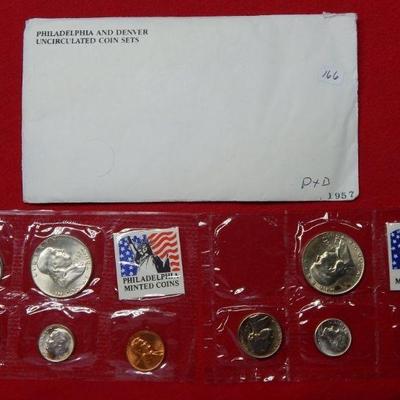 PHILADELPHIA AND DENVER
UNCIRCULATED COIN SETS
166
P+D
1957
PHILADELPHIA
MINTED COINS
M